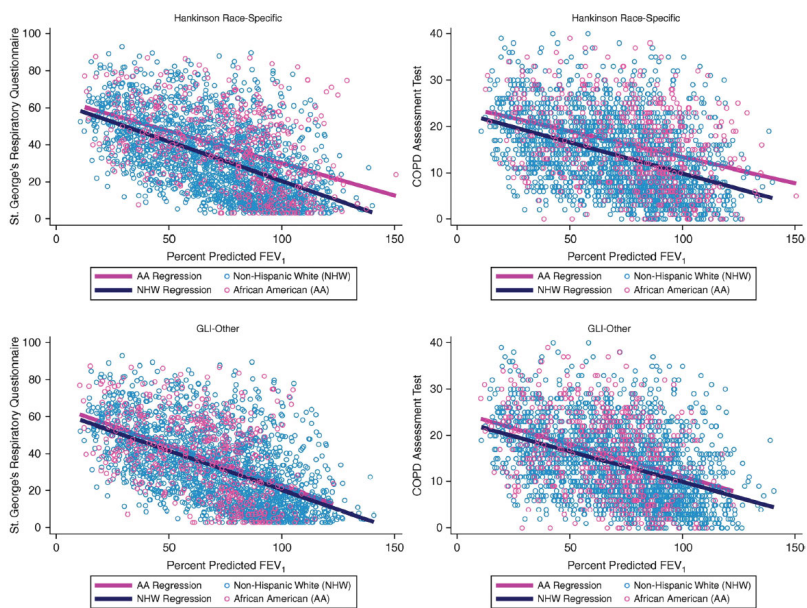 Hankinson Race-Specific
St. George's Respiratory Questionnaire
100
80
60
40
20
0
0
50
100
150
Percent Predicted FEV1
AA Regression
Non-Hispanic White (NHW)
NHW Regression
African American (AA)
Hankinson Race-Specific
COPD Assessment Test
40
30
20
10
0
0
50
100
150
Percent Predicted FEV1
AA Regression
Non-Hispanic White (NHW)
NHW Regression
African American (AA)
GLI-Other
St. George's Respiratory Questionnaire
100
80
60
40
20
0
0
50
100
150
Percent Predicted FEV1
AA Regression
Non-Hispanic White (NHW)
NHW Regression
African American (AA)
GLI-Other
COPD Assessment Test
40
30
20
10
0
0
50
100
150
Percent Predicted FEV1
AA Regression
Non-Hispanic White (NHW)
NHW Regression
African American (AA)